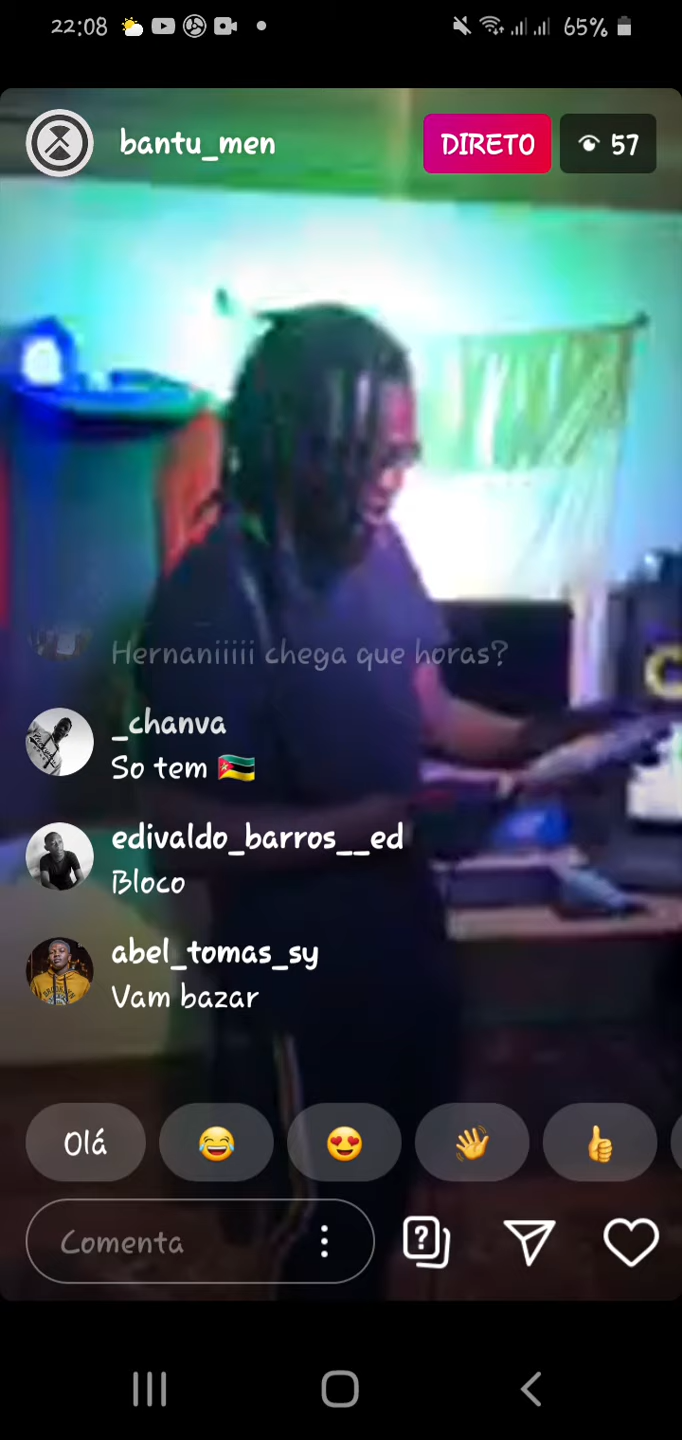 22:08
65%
bantu_men
DIRETO
57
Hernaniiiii chega que horas?
_chanva
So tem 🇲🇿
edivaldo_barros__ed
Bloco
abel_tomas_sy
Vam bazar
Olá 😂 😍 👋 👍
Comenta